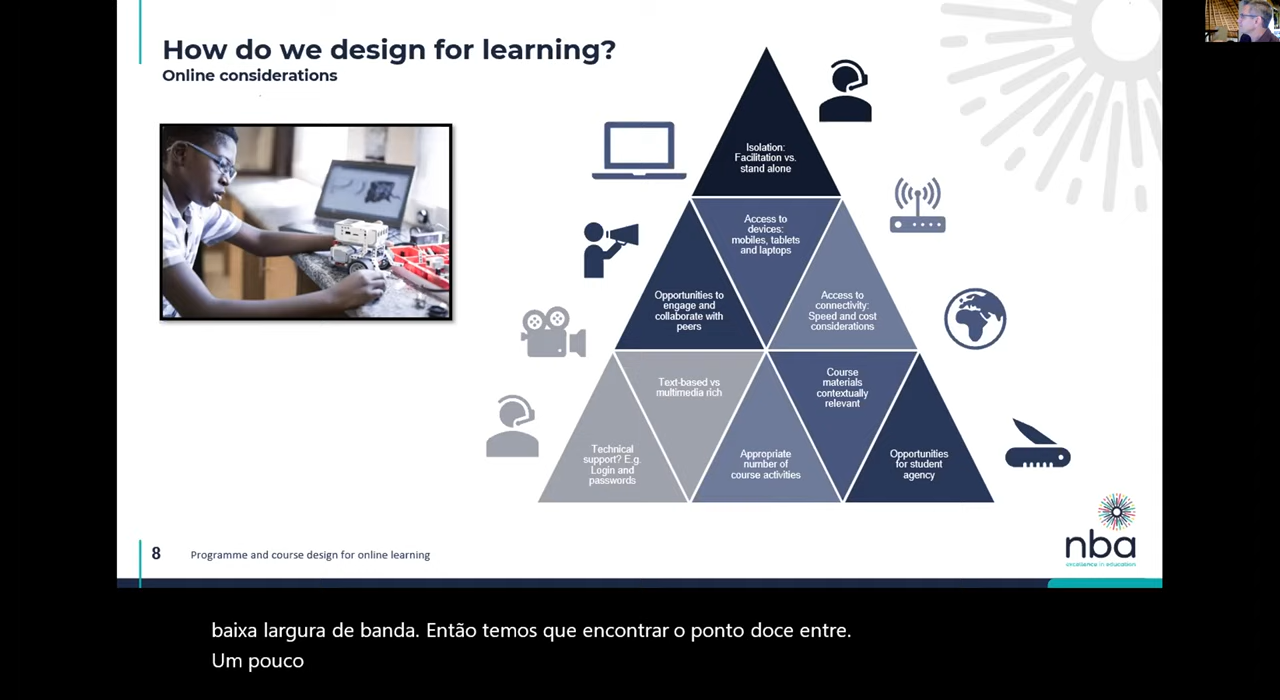 How do we design for learning?
Online considerations
Isolation:
Facilitation vs.
stand alone
Access to
devices:
mobiles, tablets
and laptops
Opportunities to
engage and
collaborate with
peers
Access to
connectivity:
Speed and cost
considerations
Text-based vs
multimedia rich
Course
materials
contextually
relevant
Technical
support? E.g.
Login and
passwords
Appropriate
number of
course activities
Opportunities
for student
agency
nba
excellence in education
8
Programme and course design for online learning
baixa largura de banda. Então temos que encontrar o ponto doce entre.
Um pouco